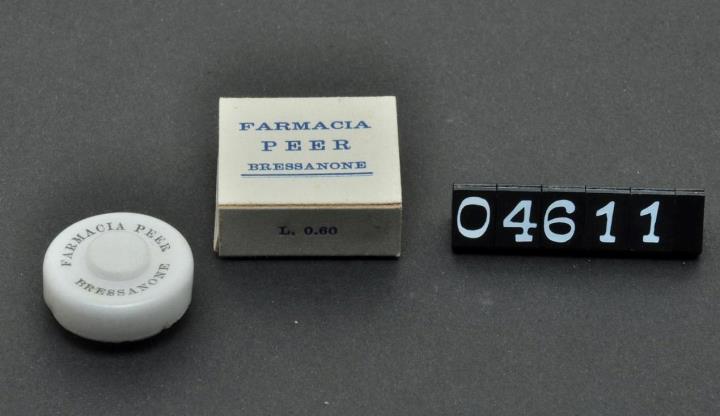 FARMACIA
PEER
BRESSANONE
L. 0.60
FARMACIA PEER
BRESSANONE
04611